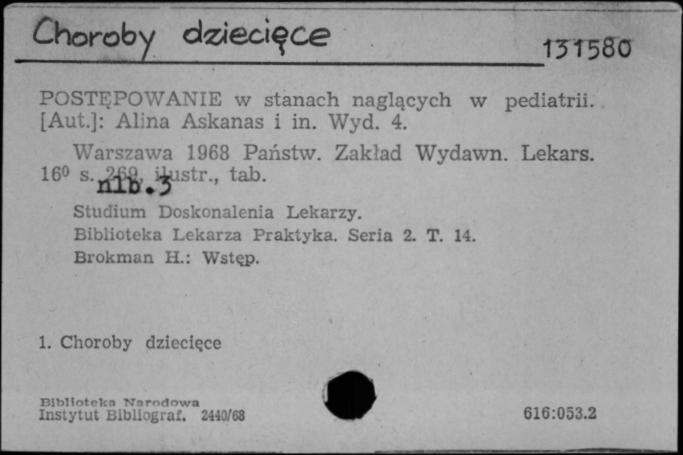 Choroby dziecięce
131580
POSTĘPOWANIE w stanach naglących w pediatrii.
[Aut.]: Alina Askanas i in. Wyd. 4.
Warszawa 1968 Państw. Zakład Wydawn. Lekars.
16⁰ s. 269, ilustr., tab.
nlb.3
Studium Doskonalenia Lekarzy.
Biblioteka Lekarza Praktyka. Seria 2. T. 14.
Brokman H.: Wstęp.
1. Choroby dziecięce
Biblioteka Narodowa
Instytut Bibliograf. 2440/68
616:053.2